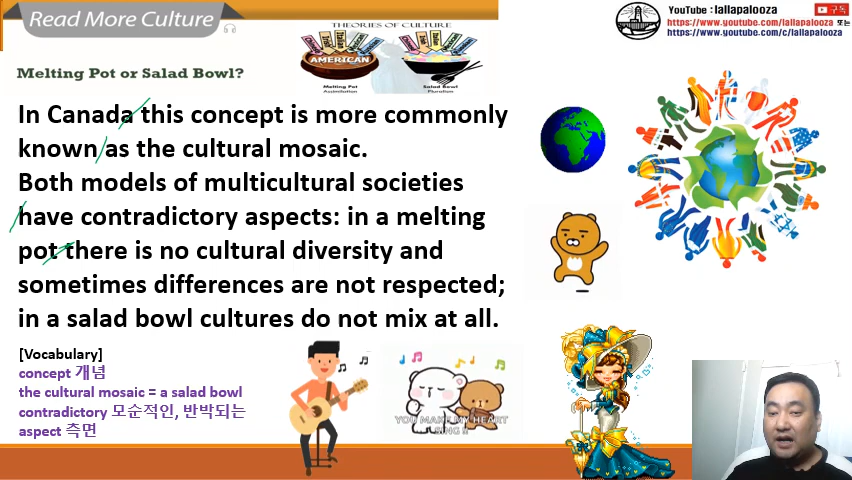 Read More Culture
THEORIES OF CULTURE
YouTube : lallapalooza
구독
https://www.youtube.com/lallapalooza 또는
https://www.youtube.com/c/lallapalooza
AMERICAN
Melting Pot or Salad Bowl?
Melting Pot
Assimilation
Salad Bowl
Pluralism
In Canada this concept is more commonly
known as the cultural mosaic.
Both models of multicultural societies
have contradictory aspects: in a melting
pot there is no cultural diversity and
sometimes differences are not respected;
in a salad bowl cultures do not mix at all.
[Vocabulary]
concept 개념
the cultural mosaic = a salad bowl
contradictory 모순적인, 반박되는
aspect 측면
YOU MAKE MY HEART
SING !!